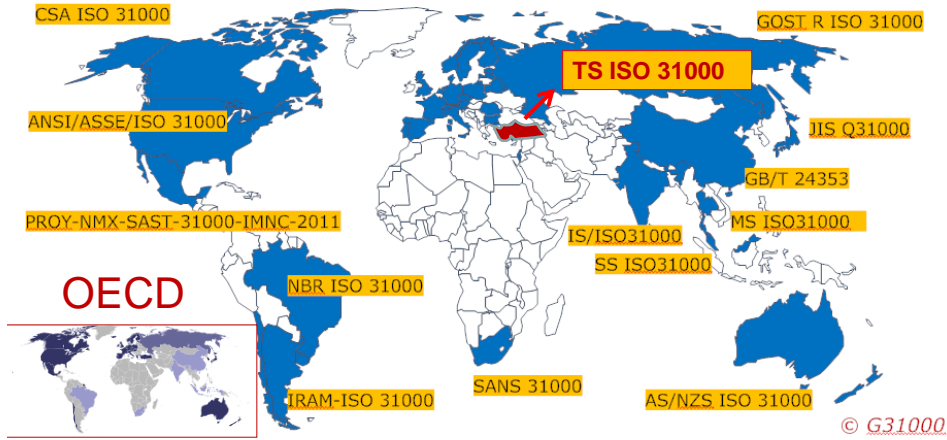 CSA ISO 31000
GOST R ISO 31000
TS ISO 31000
ANSI/ASSE/ISO 31000
JIS Q31000
GB/T 24353
PROY-NMX-SAST-31000-IMNC-2011
IS/ISO31000
MS ISO31000
SS ISO31000
OECD
NBR ISO 31000
SANS 31000
IRAM-ISO 31000
AS/NZS ISO 31000
© G31000